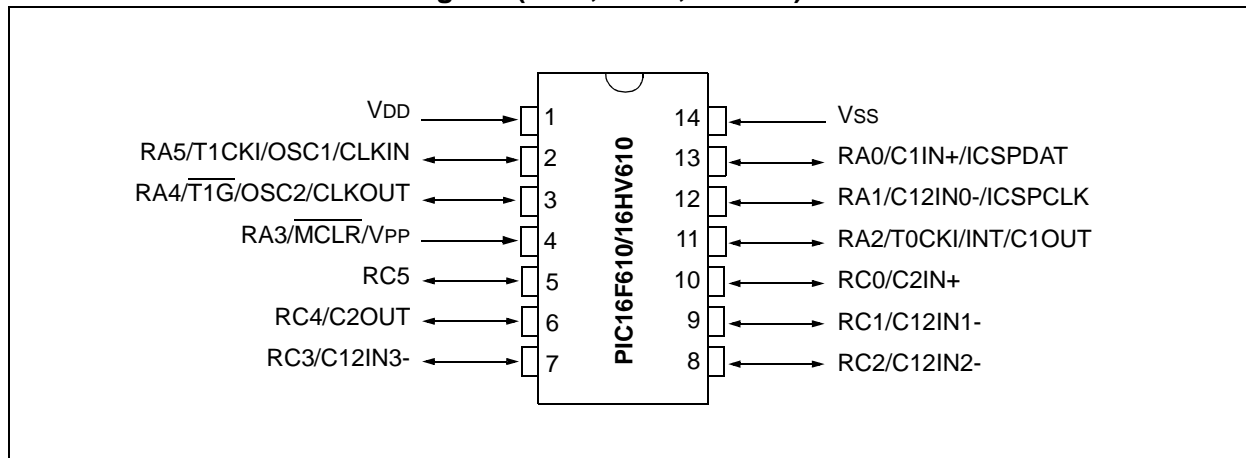 VDD 1 14 VSS
RA5/T1CKI/OSC1/CLKIN 2 13 RA0/C1IN+/ICSPDAT
RA4/T1G/OSC2/CLKOUT 3 12 RA1/C12IN0-/ICSPCLK
RA3/MCLR/VPP 4 11 RA2/T0CKI/INT/C1OUT
RC5 5 10 RC0/C2IN+
RC4/C2OUT 6 9 RC1/C12IN1-
RC3/C12IN3- 7 8 RC2/C12IN2-
PIC16F610/16HV610